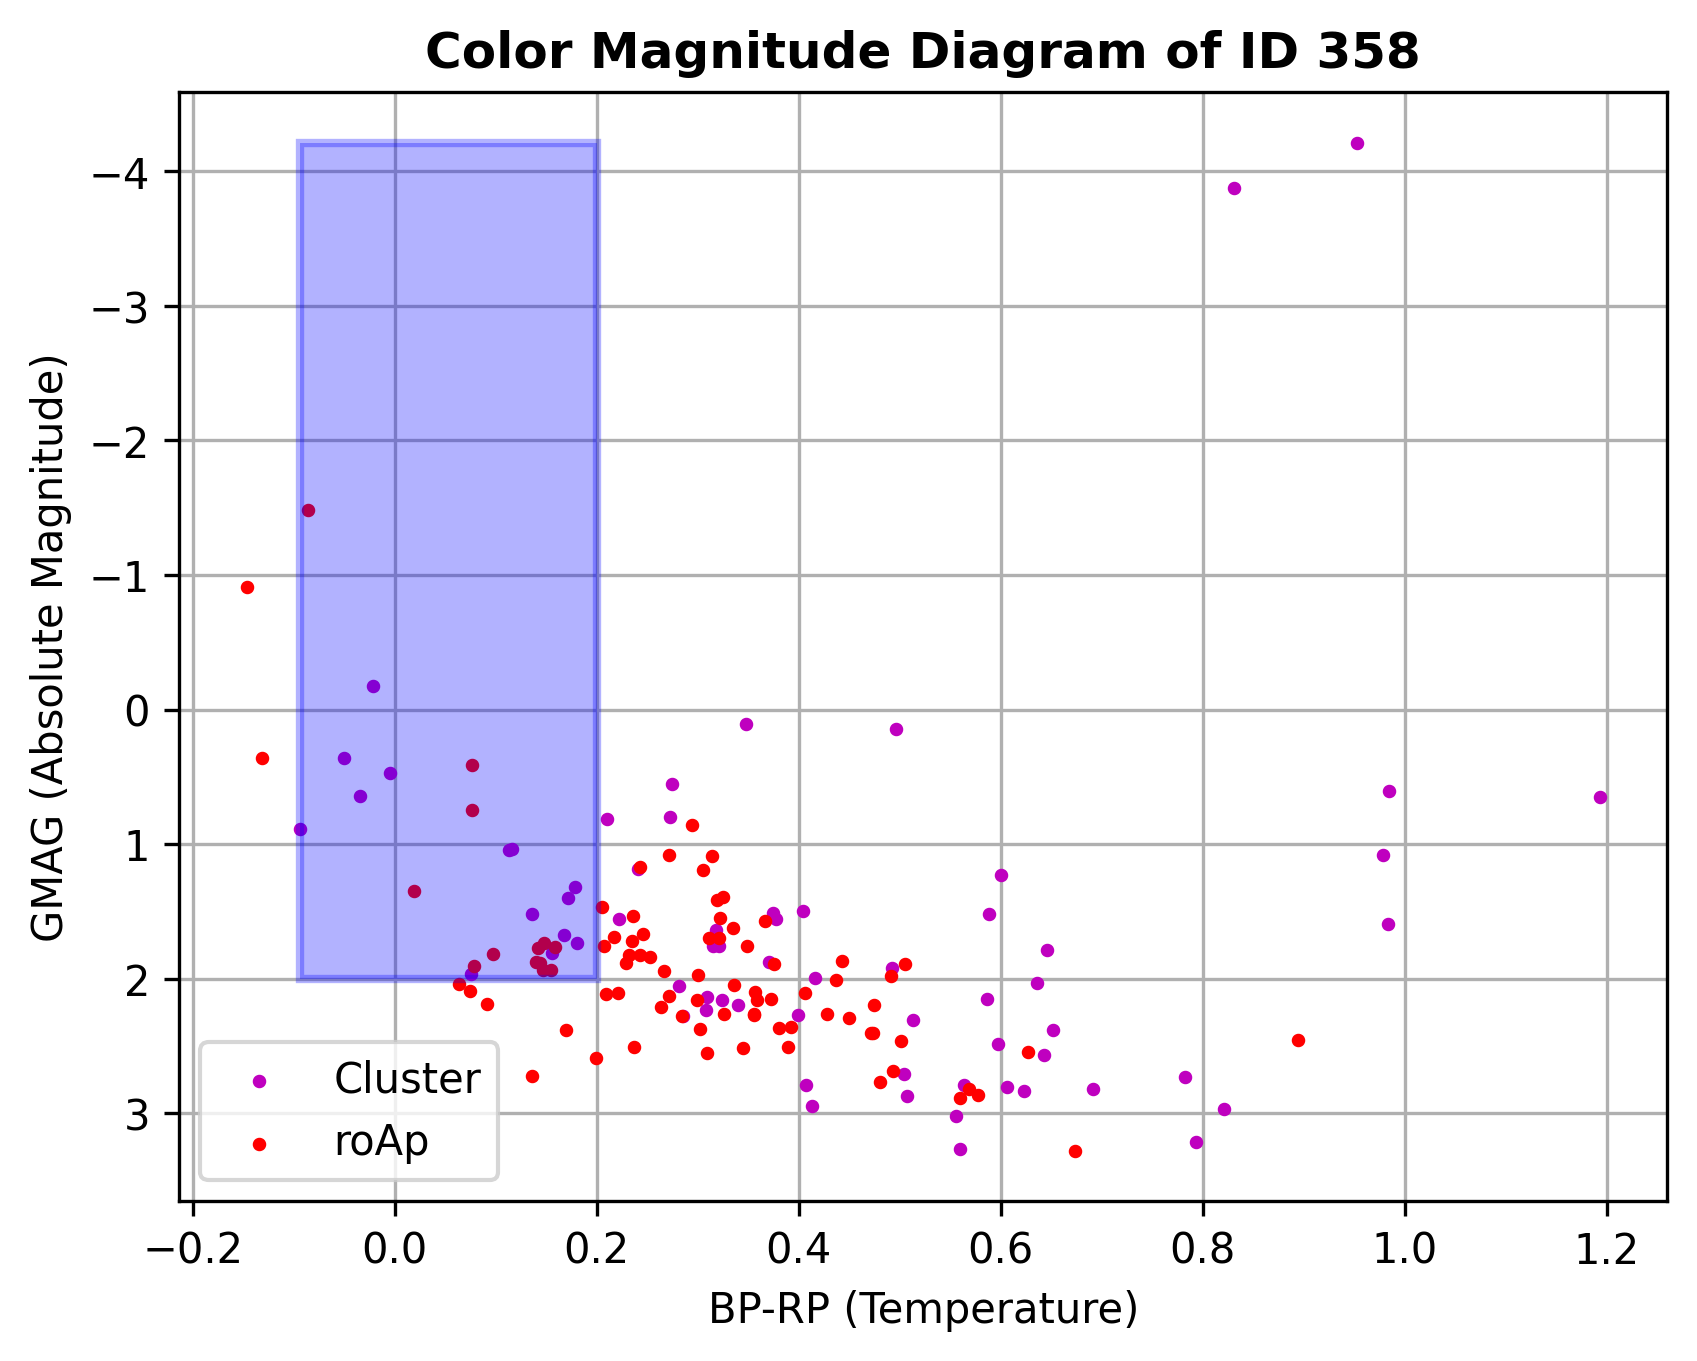 Color Magnitude Diagram of ID 358
GMAG (Absolute Magnitude)
−4
−3
−2
−1
0
1
2
3
Cluster
roAp
−0.2 0.0 0.2 0.4 0.6 0.8 1.0 1.2
BP-RP (Temperature)